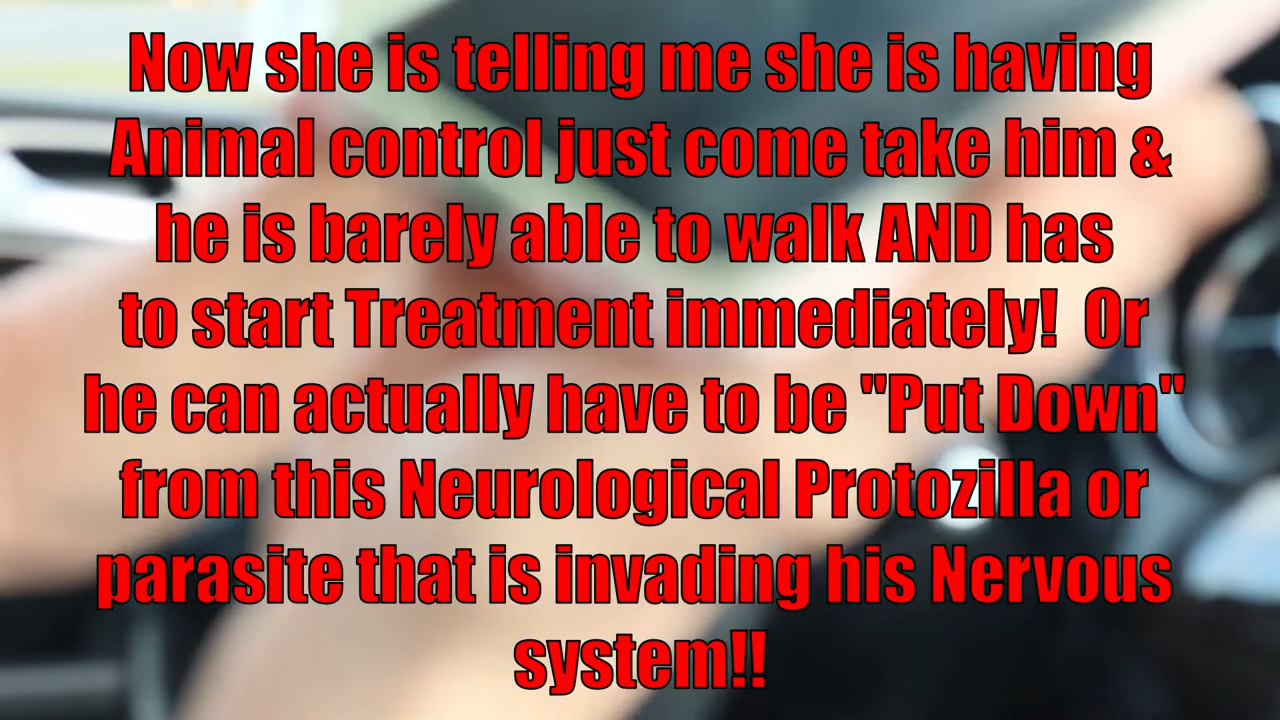 Now she is telling me she is having
Animal control just come take him &
he is barely able to walk AND has
to start Treatment immediately!  Or
he can actually have to be "Put Down"
from this Neurological Protozilla or
parasite that is invading his Nervous
system!!